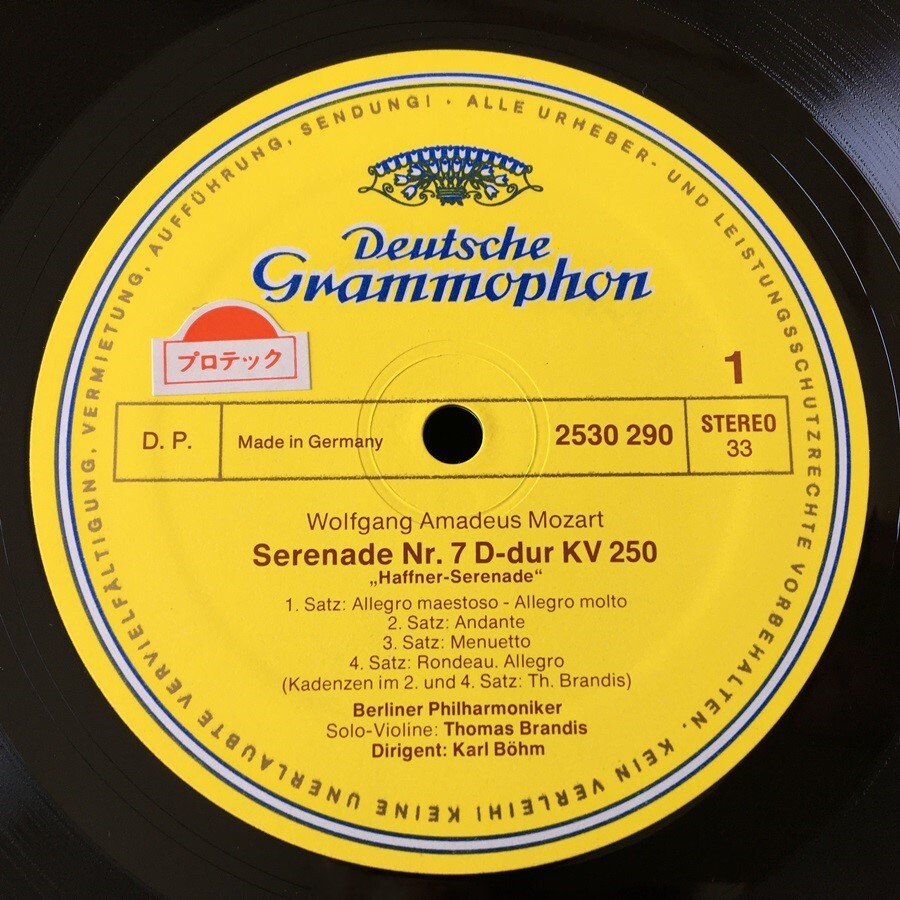 ALLE URHEBER- UND LEISTUNGSSCHUTZRECHTE VORBEHALTEN. KEIN VERLEIH! KEINE UNERLAUBTE VERVIELFÄLTIGUNG, VERMIETUNG, AUFFÜHRUNG, SENDUNG! ·
Deutsche
Grammophon
プロテック
1
D. P.
Made in Germany
2530 290
STEREO
33
Wolfgang Amadeus Mozart
Serenade Nr. 7 D-dur KV 250
„Haffner-Serenade“
1. Satz: Allegro maestoso - Allegro molto
2. Satz: Andante
3. Satz: Menuetto
4. Satz: Rondeau. Allegro
(Kadenzen im 2. und 4. Satz: Th. Brandis)
Berliner Philharmoniker
Solo-Violine: Thomas Brandis
Dirigent: Karl Böhm